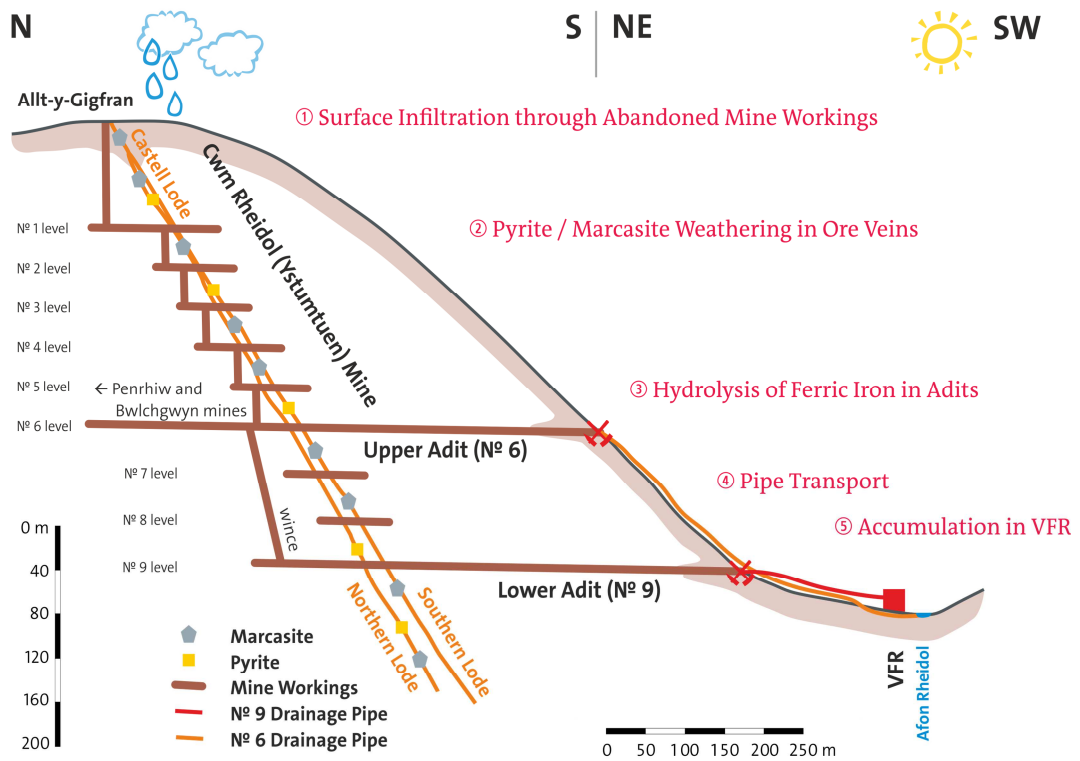 N
S
NE
SW
Allt-y-Gigfran
① Surface Infiltration through Abandoned Mine Workings
Castell Lode
Cwm Rheidol (Ystumtuen) Mine
② Pyrite / Marcasite Weathering in Ore Veins
Nº 1 level
Nº 2 level
Nº 3 level
Nº 4 level
Nº 5 level
← Penrhiw and
Bwlchgwyn mines
Nº 6 level
③ Hydrolysis of Ferric Iron in Adits
Upper Adit (Nº 6)
Nº 7 level
④ Pipe Transport
Nº 8 level
wince
⑤ Accumulation in VFR
Nº 9 level
Lower Adit (Nº 9)
Northern Lode
Southern Lode
0 m
40
80
120
160
200
Marcasite
Pyrite
Mine Workings
Nº 9 Drainage Pipe
Nº 6 Drainage Pipe
VFR
Afon Rheidol
0 50 100 150 200 250 m